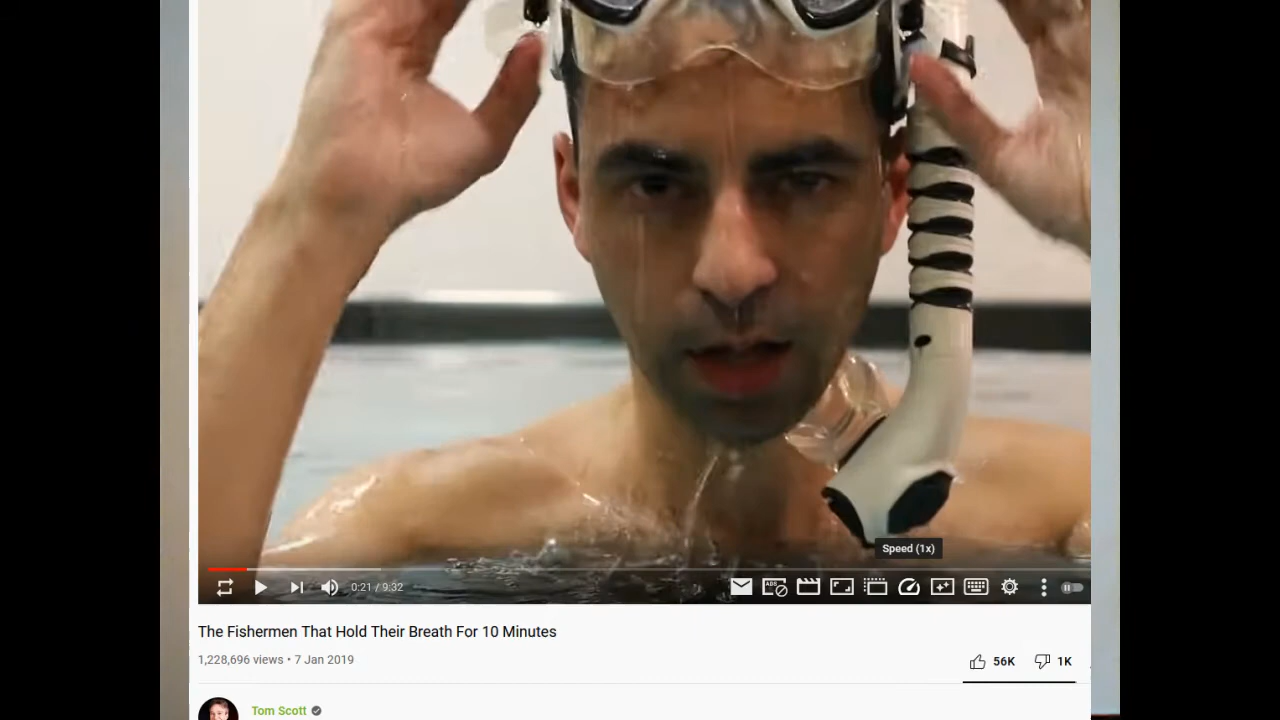 Speed (1x)
0:21 / 9:32
The Fishermen That Hold Their Breath For 10 Minutes
1,228,696 views • 7 Jan 2019
56K
1K
Tom Scott